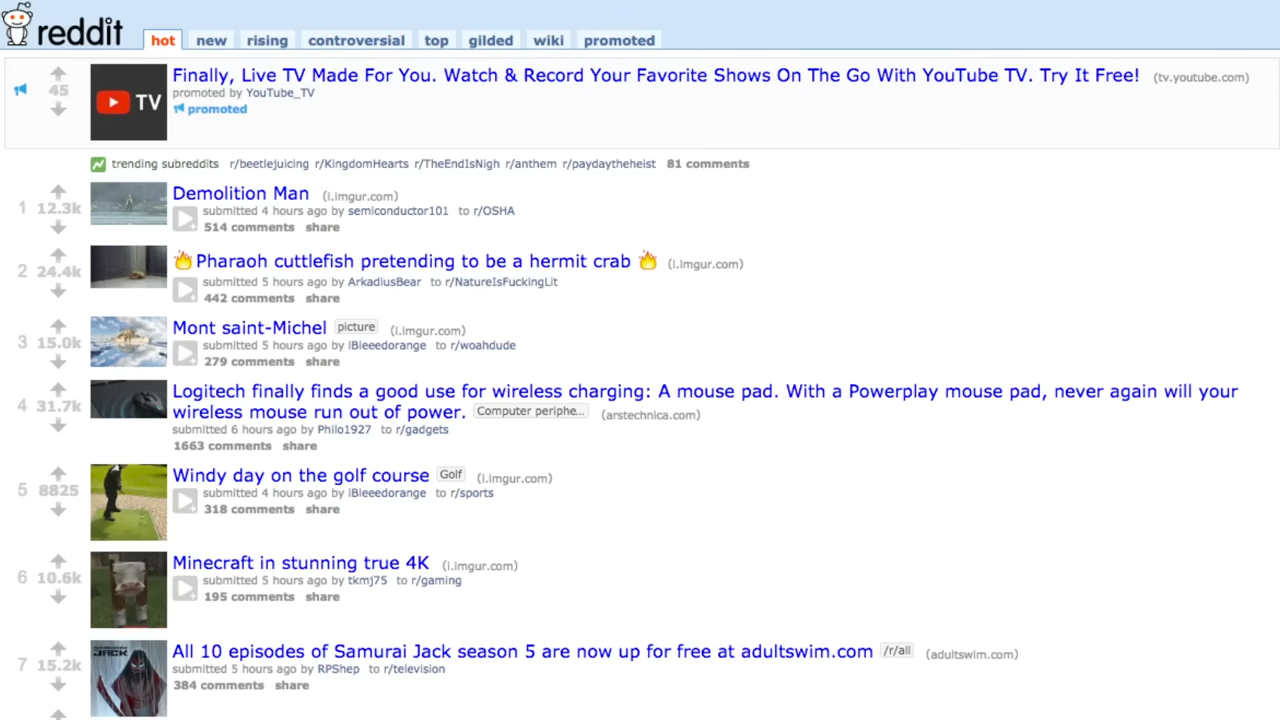 reddit hot new rising controversial top gilded wiki promoted
Finally, Live TV Made For You. Watch & Record Your Favorite Shows On The Go With YouTube TV. Try It Free! (tv.youtube.com)
45
TV
promoted by YouTube_TV
promoted
trending subreddits r/beetlejuicing r/KingdomHearts r/TheEndIsNigh r/anthem r/paydaytheheist 81 comments
Demolition Man (i.imgur.com)
1 12.3k submitted 4 hours ago by semiconductor101 to r/OSHA
514 comments share
🔥Pharaoh cuttlefish pretending to be a hermit crab 🔥 (i.imgur.com)
2 24.4k submitted 5 hours ago by ArkadiusBear to r/NatureIsFuckingLit
442 comments share
Mont saint-Michel picture (i.imgur.com)
3 15.0k submitted 5 hours ago by iBleeedorange to r/woahdude
279 comments share
Logitech finally finds a good use for wireless charging: A mouse pad. With a Powerplay mouse pad, never again will your
4 31.7k wireless mouse run out of power. Computer periphe... (arstechnica.com)
submitted 6 hours ago by Philo1927 to r/gadgets
1663 comments share
Windy day on the golf course Golf (i.imgur.com)
5 8825 submitted 4 hours ago by iBleeedorange to r/sports
318 comments share
Minecraft in stunning true 4K (i.imgur.com)
6 10.6k submitted 5 hours ago by tkmj75 to r/gaming
195 comments share
All 10 episodes of Samurai Jack season 5 are now up for free at adultswim.com /r/all (adultswim.com)
JACK
7 15.2k submitted 5 hours ago by RPShep to r/television
384 comments share